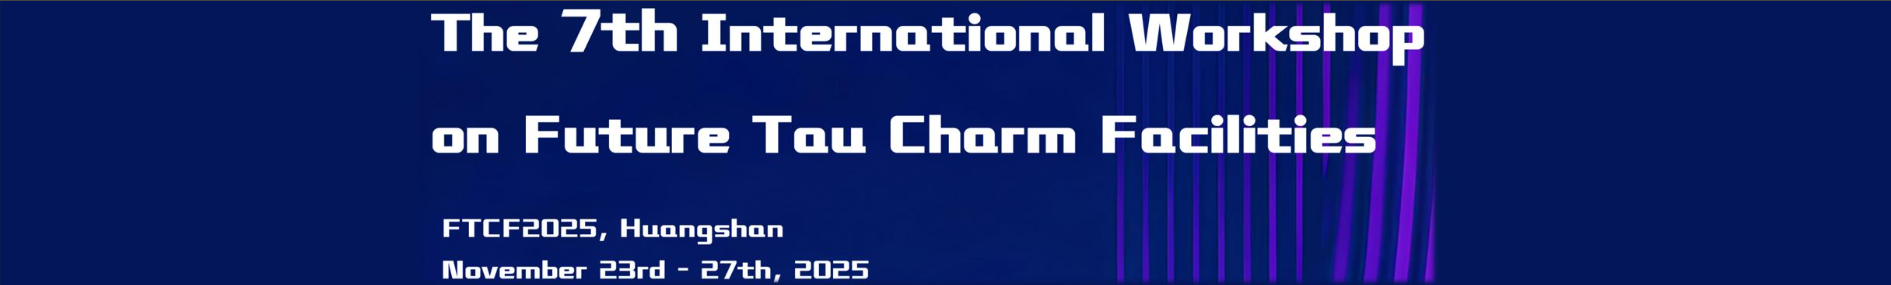 The 7th International Workshop
on Future Tau Charm Facilities
FTCF2025, Huangshan
November 23rd - 27th, 2025